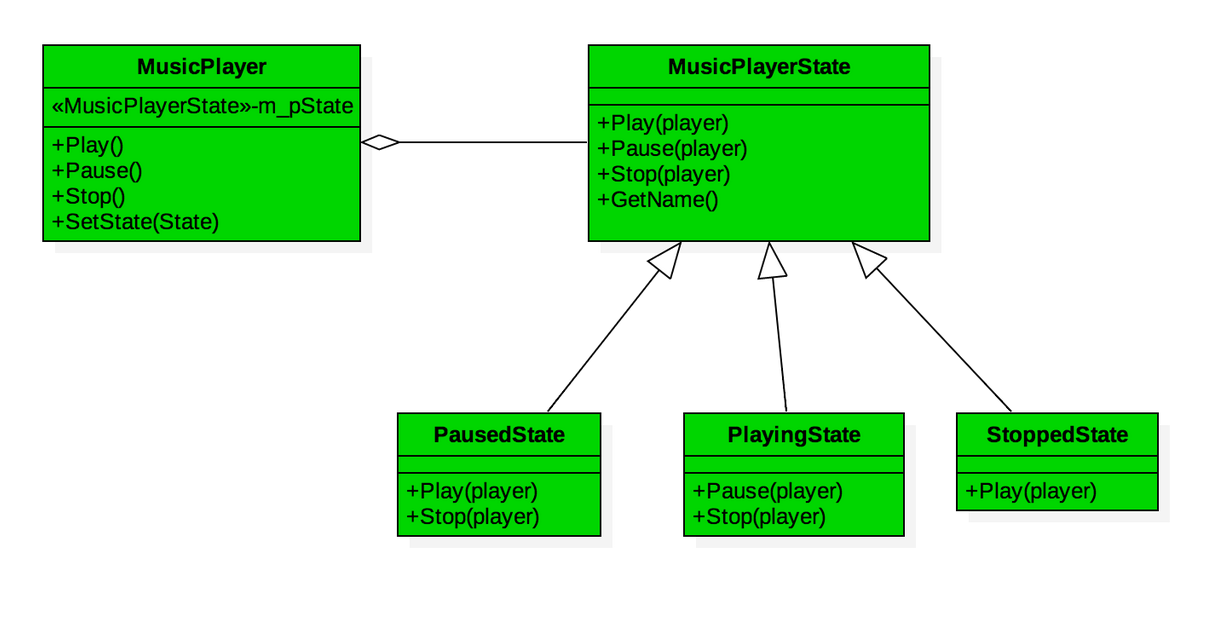 MusicPlayer
«MusicPlayerState»-m_pState
+Play()
+Pause()
+Stop()
+SetState(State)
MusicPlayerState
+Play(player)
+Pause(player)
+Stop(player)
+GetName()
PausedState
+Play(player)
+Stop(player)
PlayingState
+Pause(player)
+Stop(player)
StoppedState
+Play(player)